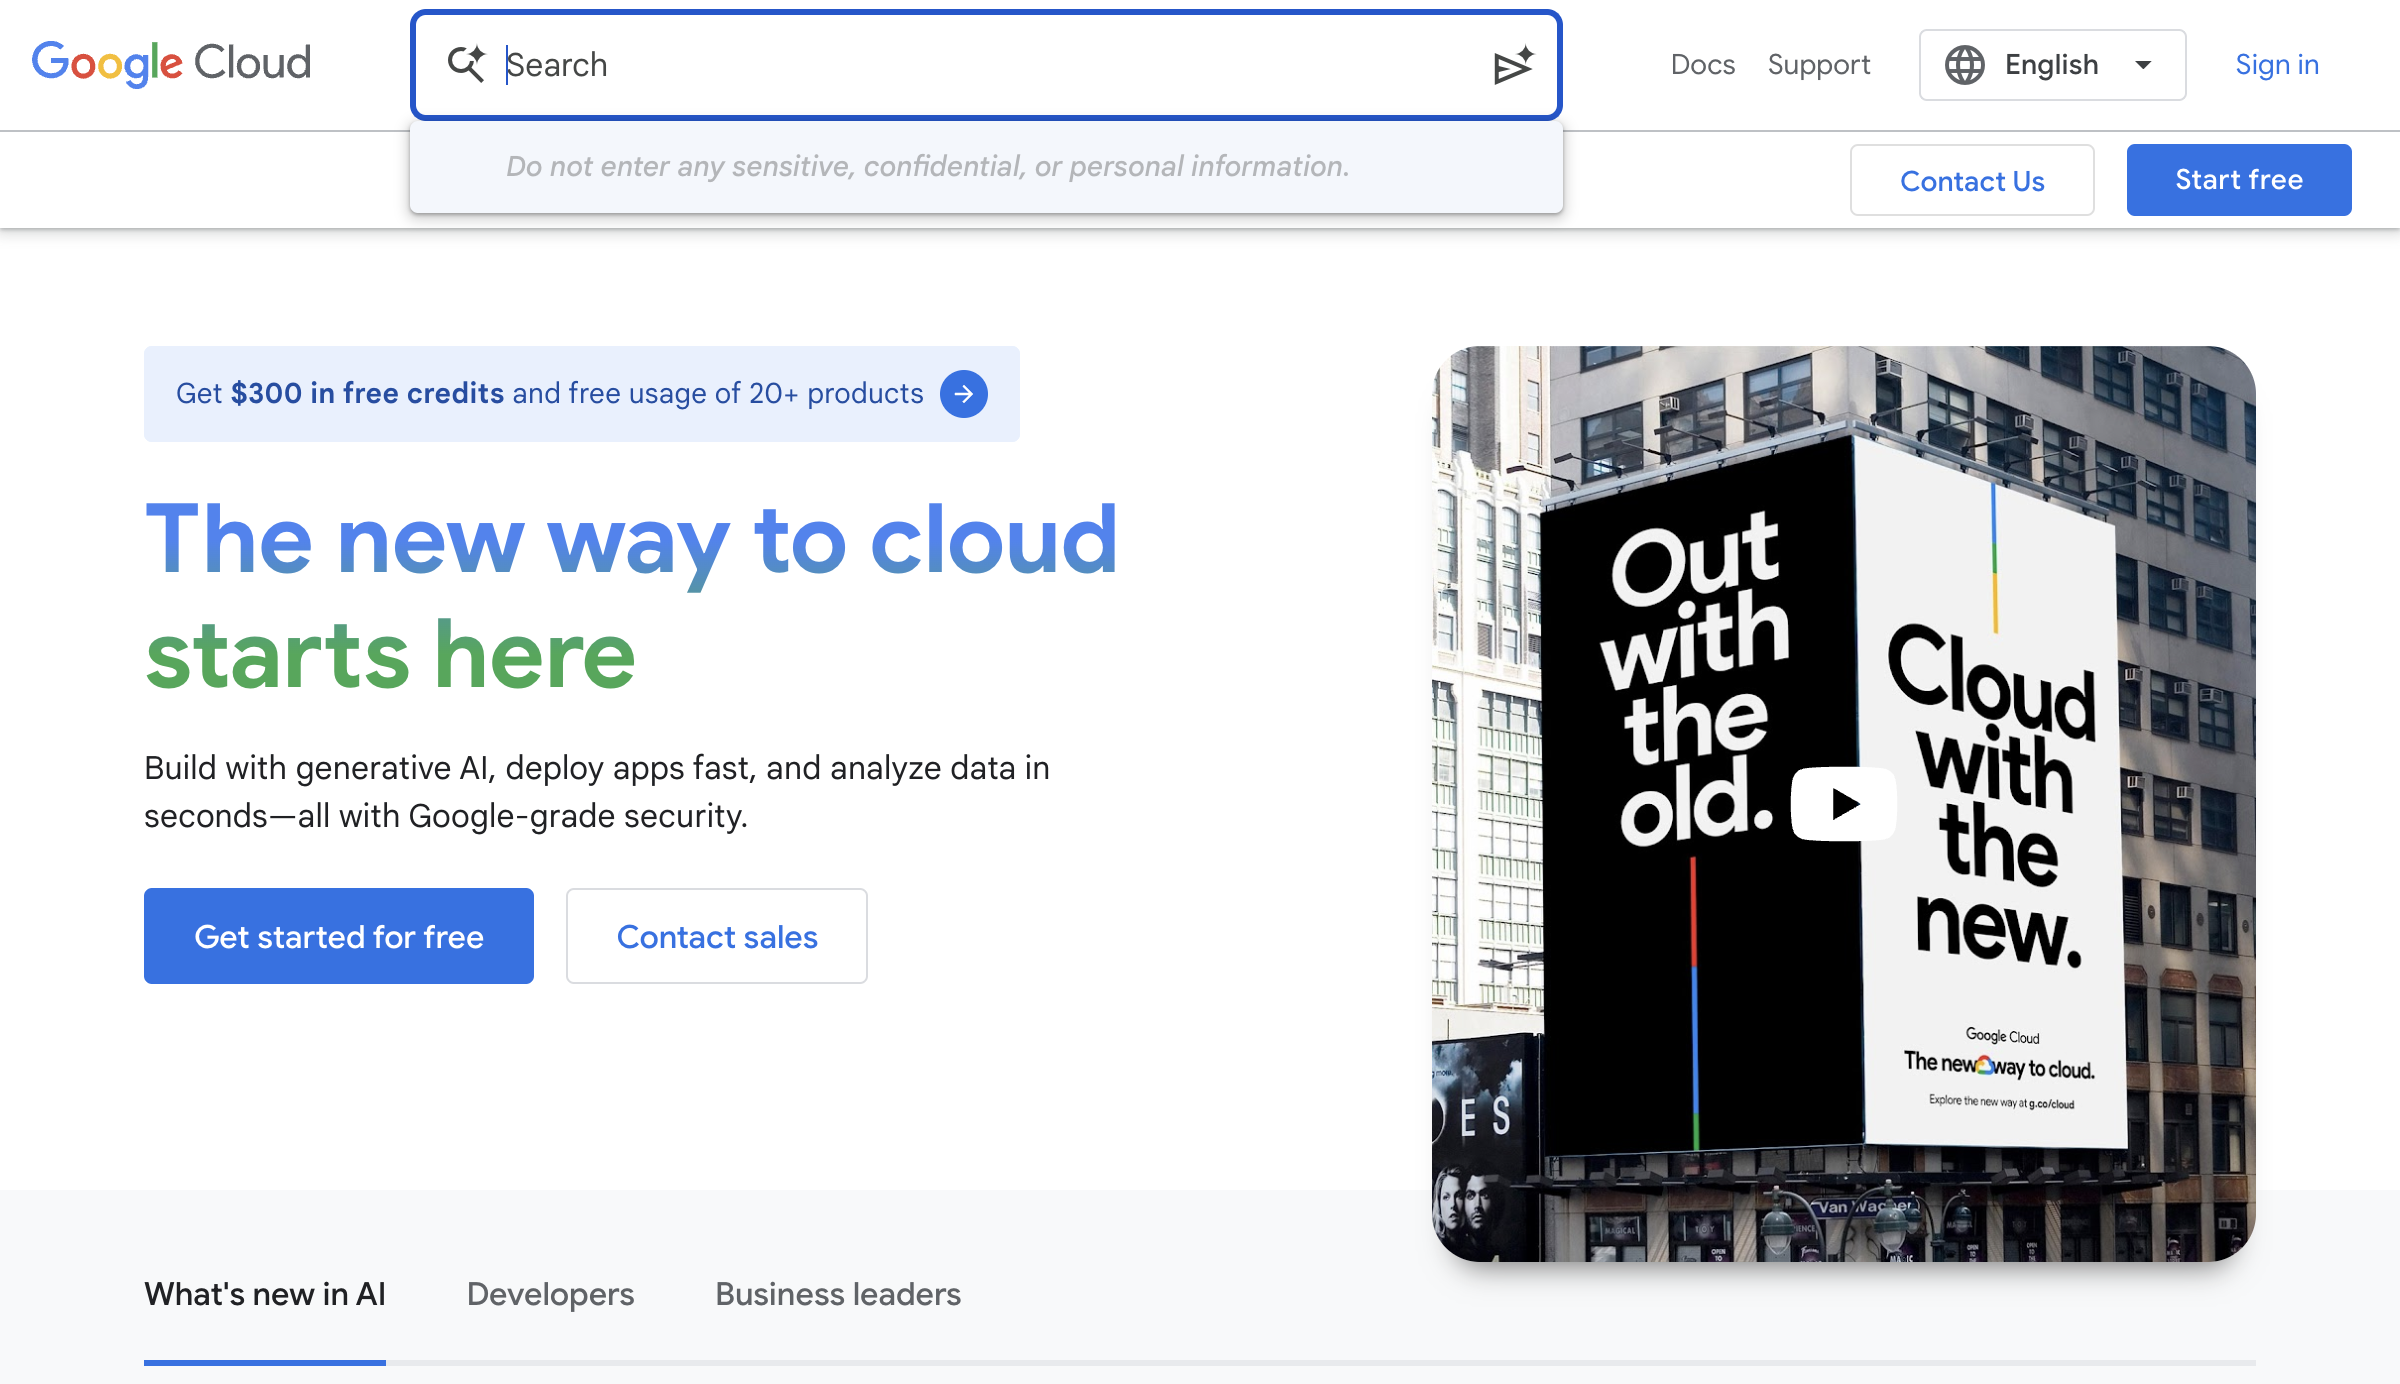 Google Cloud
Search
Docs
Support
English
Sign in
Do not enter any sensitive, confidential, or personal information.
Contact Us
Start free
Get $300 in free credits and free usage of 20+ products
The new way to cloud
starts here
Build with generative AI, deploy apps fast, and analyze data in
seconds—all with Google-grade security.
Get started for free
Contact sales
Out
with
the
old.
Cloud
with
the
new.
Google Cloud
The new way to cloud.
Explore the new way at g.co/cloud
ES
Van Wagner
What's new in AI
Developers
Business leaders